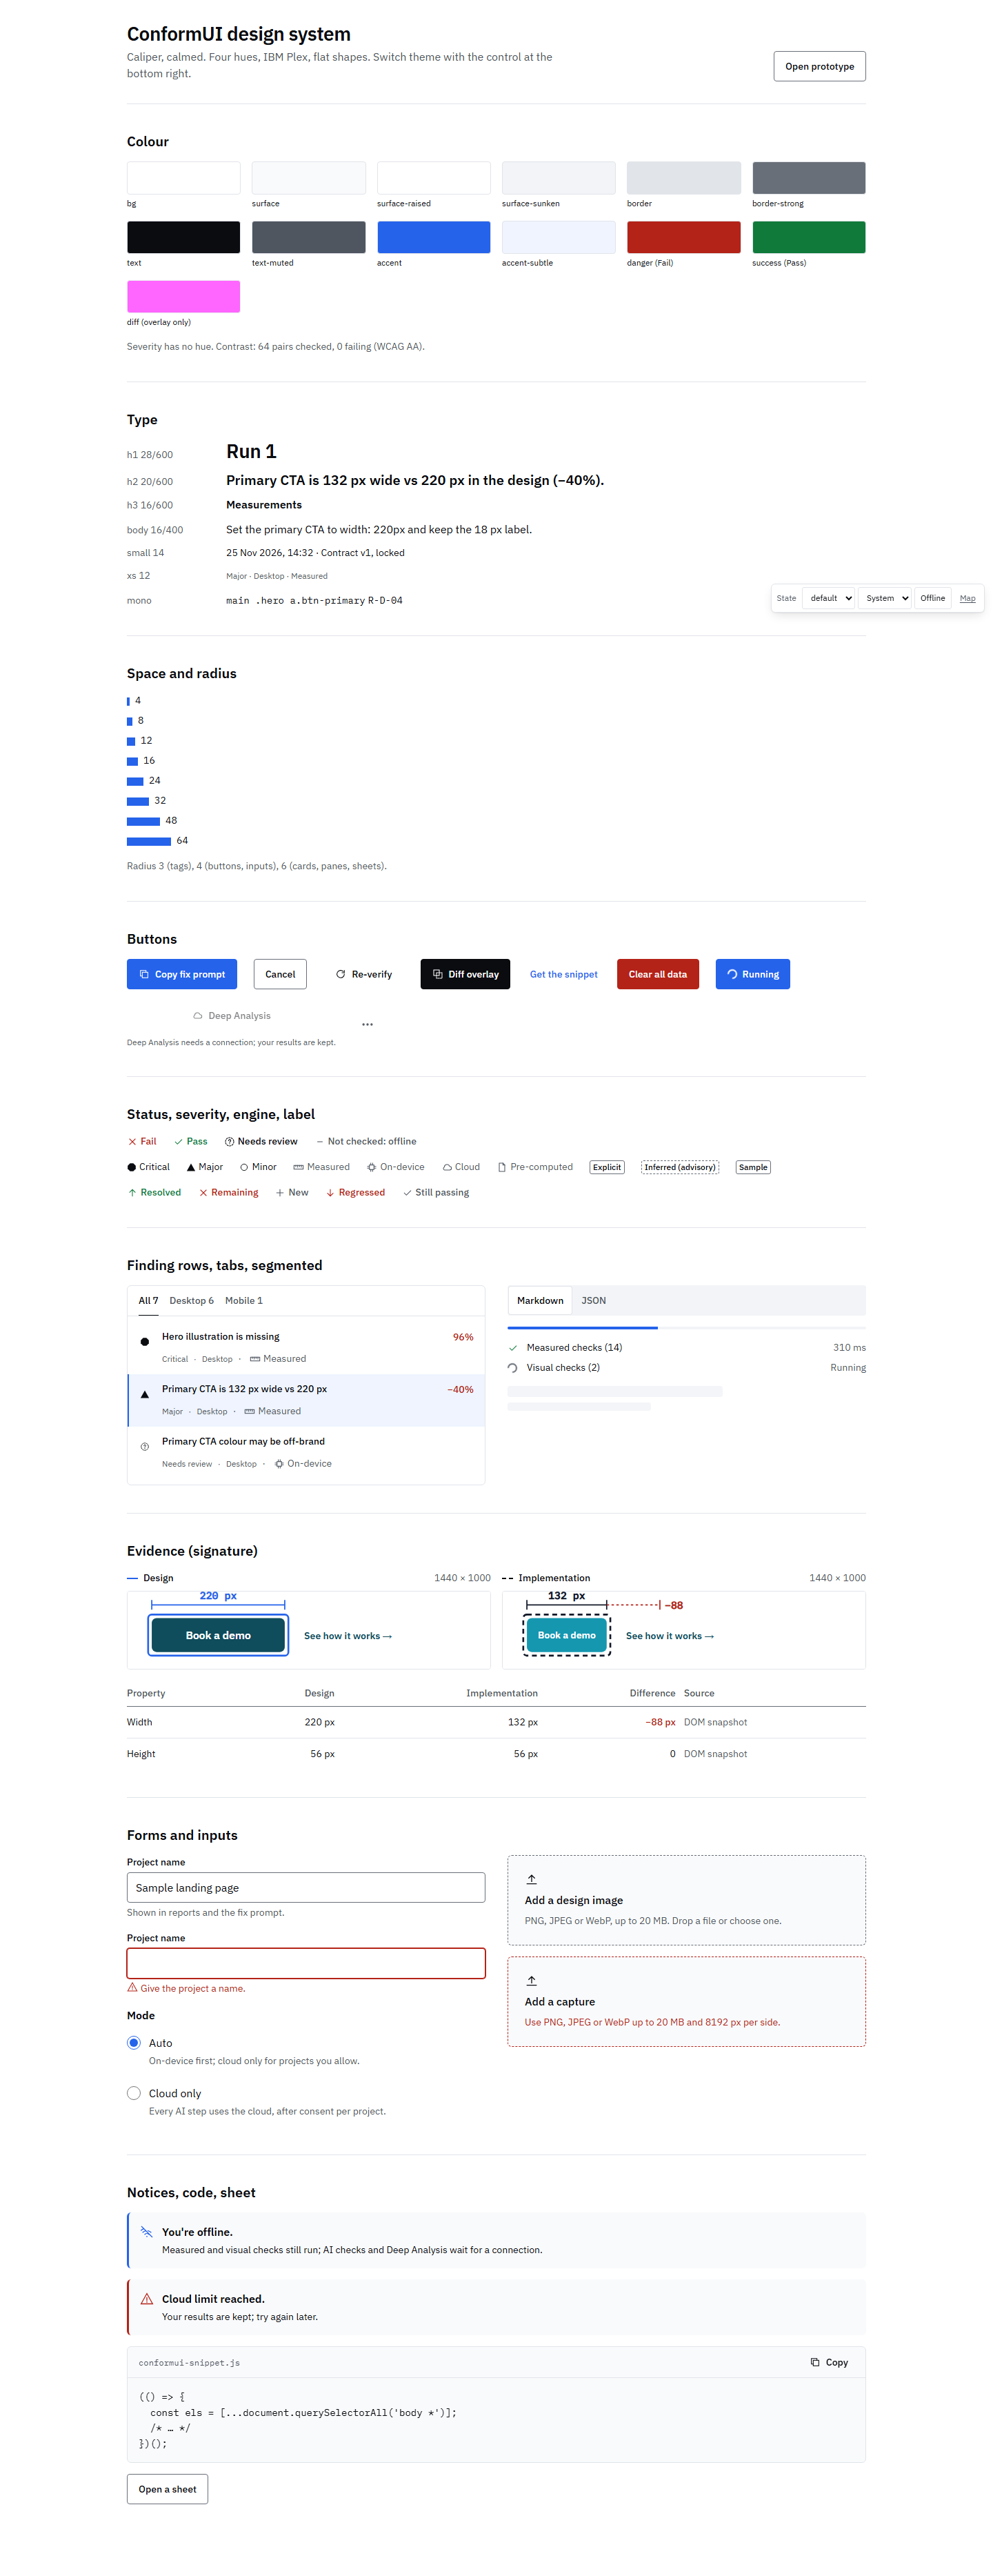 ConformUI design system
Caliper, calmed. Four hues, IBM Plex, flat shapes. Switch theme with the control at the
bottom right.
Open prototype
Colour
bg
surface
surface-raised
surface-sunken
border
border-strong
text
text-muted
accent
accent-subtle
danger (Fail)
success (Pass)
diff (overlay only)
Severity has no hue. Contrast: 64 pairs checked, 0 failing (WCAG AA).
Type
h1 28/600 Run 1
h2 20/600 Primary CTA is 132 px wide vs 220 px in the design (−40%).
h3 16/600 Measurements
body 16/400 Set the primary CTA to width: 220px and keep the 18 px label.
small 14 25 Nov 2026, 14:32 · Contract v1, locked
xs 12 Major · Desktop · Measured
mono main .hero a.btn-primary R-D-04
State default System Offline Map
Space and radius
4
8
12
16
24
32
48
64
Radius 3 (tags), 4 (buttons, inputs), 6 (cards, panes, sheets).
Buttons
Copy fix prompt
Cancel
Re-verify
Diff overlay
Get the snippet
Clear all data
Running
Deep Analysis
Deep Analysis needs a connection; your results are kept.
Status, severity, engine, label
Fail Pass Needs review Not checked: offline
Critical Major Minor Measured On-device Cloud Pre-computed Explicit Inferred (advisory) Sample
Resolved Remaining New Regressed Still passing
Finding rows, tabs, segmented
All 7 Desktop 6 Mobile 1
Hero illustration is missing 96%
Critical · Desktop · Measured
Primary CTA is 132 px wide vs 220 px −40%
Major · Desktop · Measured
Primary CTA colour may be off-brand
Needs review · Desktop · On-device
Markdown JSON
Measured checks (14) 310 ms
Visual checks (2) Running
Evidence (signature)
Design 1440 × 1000
220 px
Book a demo See how it works →
Implementation 1440 × 1000
132 px −88
Book a demo See how it works →
Property Design Implementation Difference Source
Width 220 px 132 px −88 px DOM snapshot
Height 56 px 56 px 0 DOM snapshot
Forms and inputs
Project name
Sample landing page
Shown in reports and the fix prompt.
Project name
Give the project a name.
Mode
Auto
On-device first; cloud only for projects you allow.
Cloud only
Every AI step uses the cloud, after consent per project.
Add a design image
PNG, JPEG or WebP, up to 20 MB. Drop a file or choose one.
Add a capture
Use PNG, JPEG or WebP up to 20 MB and 8192 px per side.
Notices, code, sheet
You're offline.
Measured and visual checks still run; AI checks and Deep Analysis wait for a connection.
Cloud limit reached.
Your results are kept; try again later.
conformui-snippet.js Copy
(() => {
const els = [...document.querySelectorAll('body *')];
/* … */
})();
Open a sheet